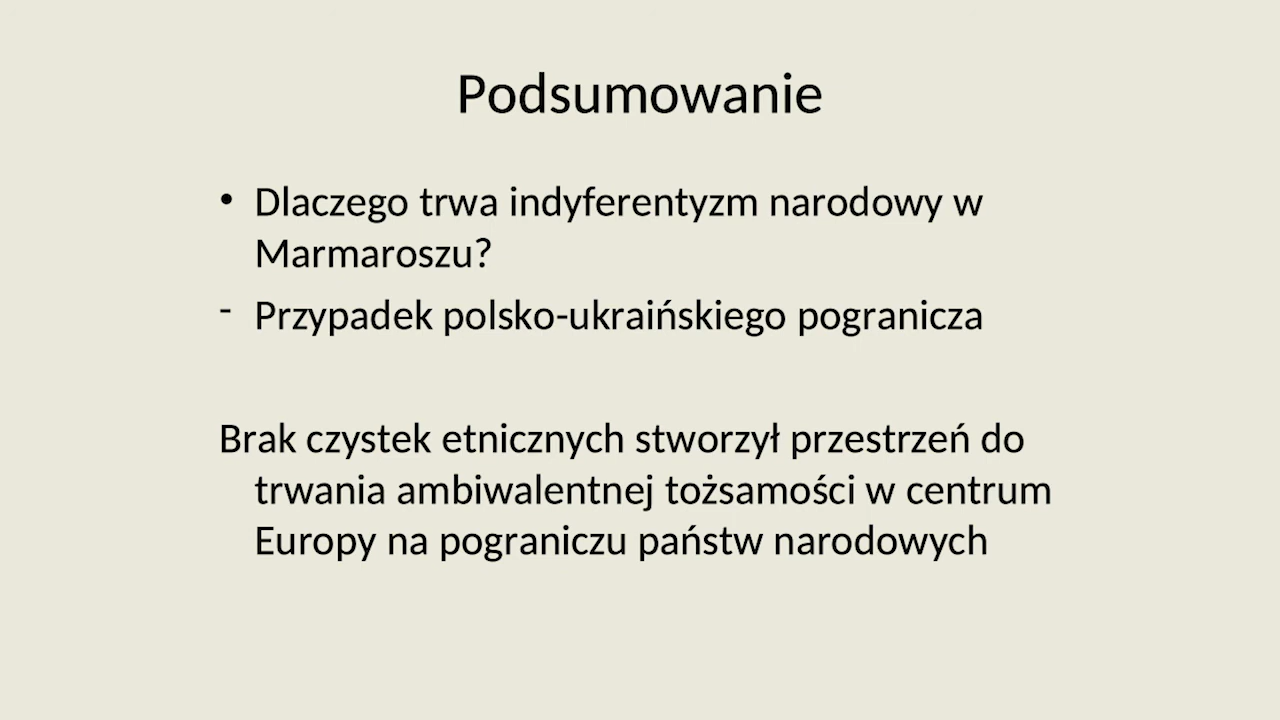 Podsumowanie
• Dlaczego trwa indyferentyzm narodowy w
Marmaroszu?
- Przypadek polsko-ukraińskiego pogranicza
Brak czystek etnicznych stworzył przestrzeń do
trwania ambiwalentnej tożsamości w centrum
Europy na pograniczu państw narodowych